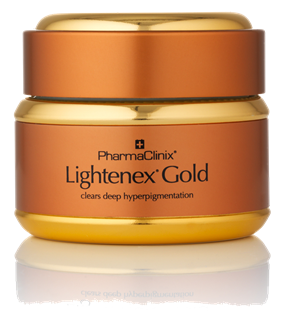 PharmaClinix®
Lightenex® Gold
clears deep hyperpigmentation